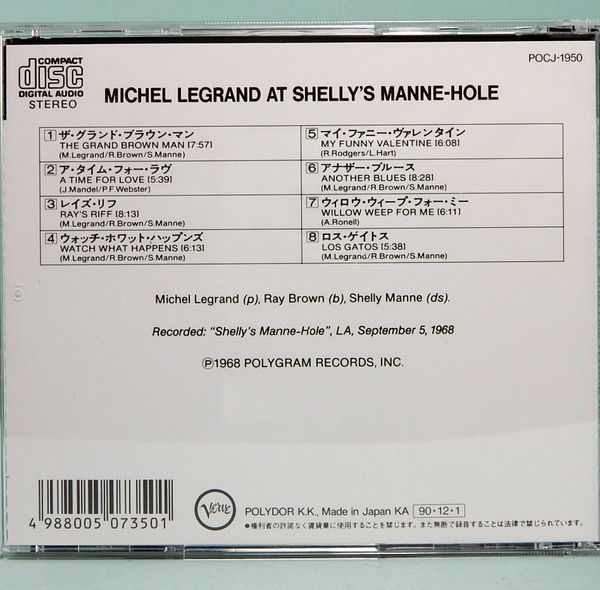 COMPACT
disc
DIGITAL AUDIO
STEREO
POCJ-1950
MICHEL LEGRAND AT SHELLY'S MANNE-HOLE
1 ザ・グランド・ブラウン・マン
THE GRAND BROWN MAN [7:57]
(M.Legrand/R.Brown/S.Manne)
2 ア・タイム・フォー・ラヴ
A TIME FOR LOVE [5:39]
(J.Mandel/P.F.Webster)
3 レイズ・リフ
RAY'S RIFF [8:13]
(M.Legrand/R.Brown/S.Manne)
4 ウォッチ・ホワット・ハップンズ
WATCH WHAT HAPPENS [6:13]
(M.Legrand/R.Brown/S.Manne)
5 マイ・ファニー・ヴァレンタイン
MY FUNNY VALENTINE [6:08]
(R.Rodgers/L.Hart)
6 アナザー・ブルース
ANOTHER BLUES [8:28]
(M.Legrand/R.Brown/S.Manne)
7 ウィロウ・ウィープ・フォー・ミー
WILLOW WEEP FOR ME [6:11]
(A.Ronell)
8 ロス・ゲイトス
LOS GATOS [5:38]
(M.Legrand/R.Brown/S.Manne)
Michel Legrand (p), Ray Brown (b), Shelly Manne (ds).
Recorded: "Shelly's Manne-Hole", LA, September 5, 1968
℗1968 POLYGRAM RECORDS, INC.
4 988005 073501
Verve
POLYDOR K.K., Made in Japan KA 90・12・1
●権利者の許諾なく賃貸業に使用することを禁じます。また無断で録音することは法律で禁じられています。